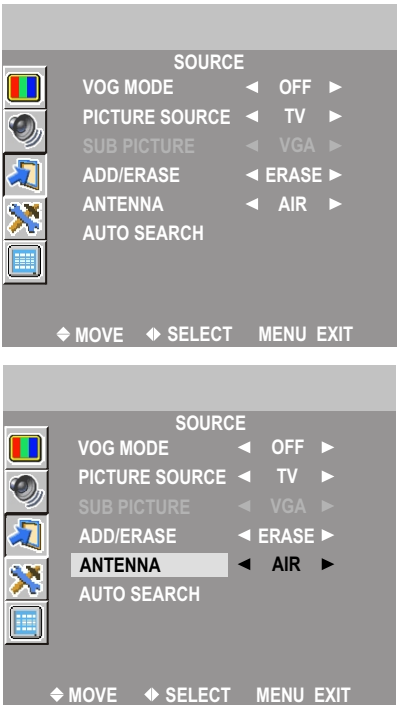 SOURCE
VOG MODE ◄ OFF ►
PICTURE SOURCE ◄ TV ►
SUB PICTURE ◄ VGA ►
ADD/ERASE ◄ ERASE ►
ANTENNA ◄ AIR ►
AUTO SEARCH
MOVE SELECT MENU EXIT
SOURCE
VOG MODE ◄ OFF ►
PICTURE SOURCE ◄ TV ►
SUB PICTURE ◄ VGA ►
ADD/ERASE ◄ ERASE ►
ANTENNA ◄ AIR ►
AUTO SEARCH
MOVE SELECT MENU EXIT